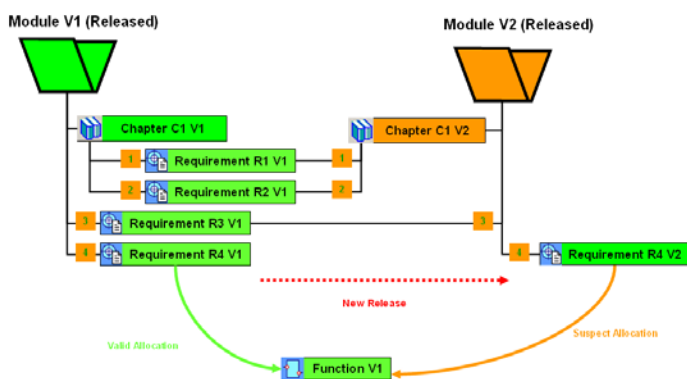 Module V1 (Released)
Module V2 (Released)
Chapter C1 V1
Chapter C1 V2
1
Requirement R1 V1
1
2
Requirement R2 V1
2
3
Requirement R3 V1
3
4
Requirement R4 V1
4
Requirement R4 V2
New Release
Suspect Allocation
Valid Allocation
Function V1